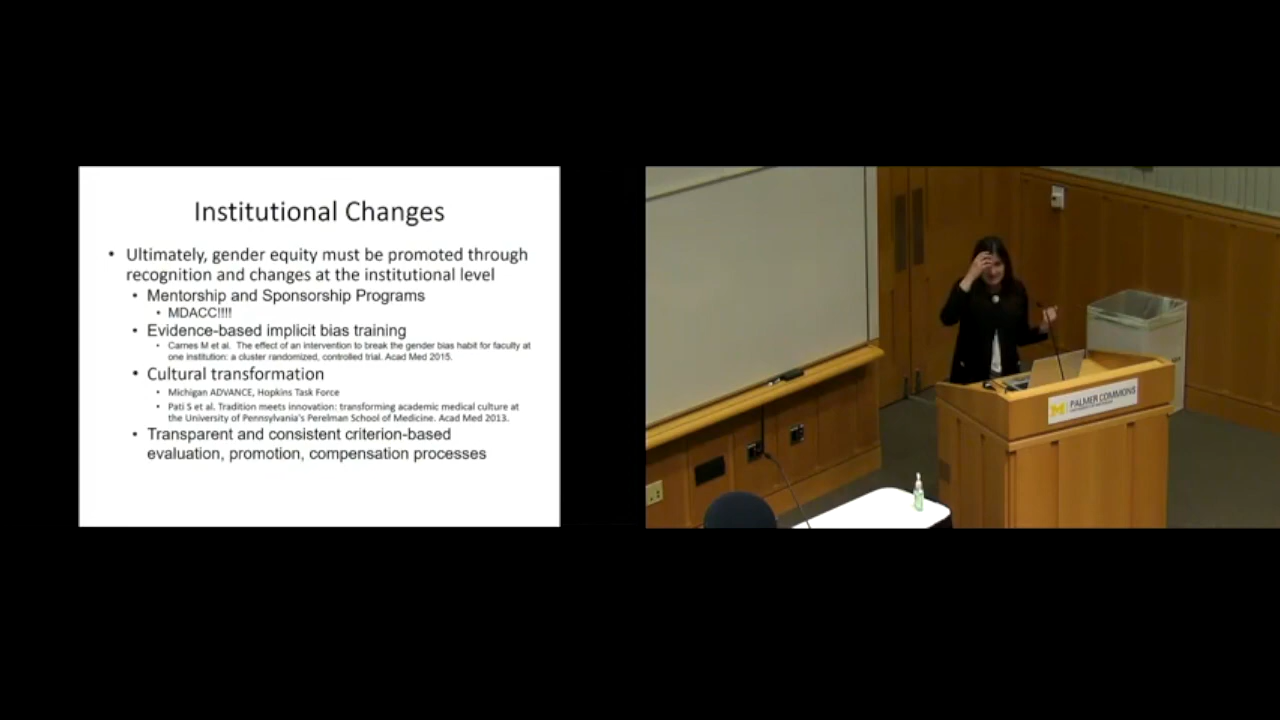 Institutional Changes
• Ultimately, gender equity must be promoted through
recognition and changes at the institutional level
• Mentorship and Sponsorship Programs
• MDACC!!!!
• Evidence-based implicit bias training
• Carnes M et al. The effect of an intervention to break the gender bias habit for faculty at
one institution: a cluster randomized, controlled trial. Acad Med 2015.
• Cultural transformation
• Michigan ADVANCE, Hopkins Task Force
• Pati S et al. Tradition meets innovation: transforming academic medical culture at
the University of Pennsylvania's Perelman School of Medicine. Acad Med 2013.
• Transparent and consistent criterion-based
evaluation, promotion, compensation processes
M PALMER COMMONS